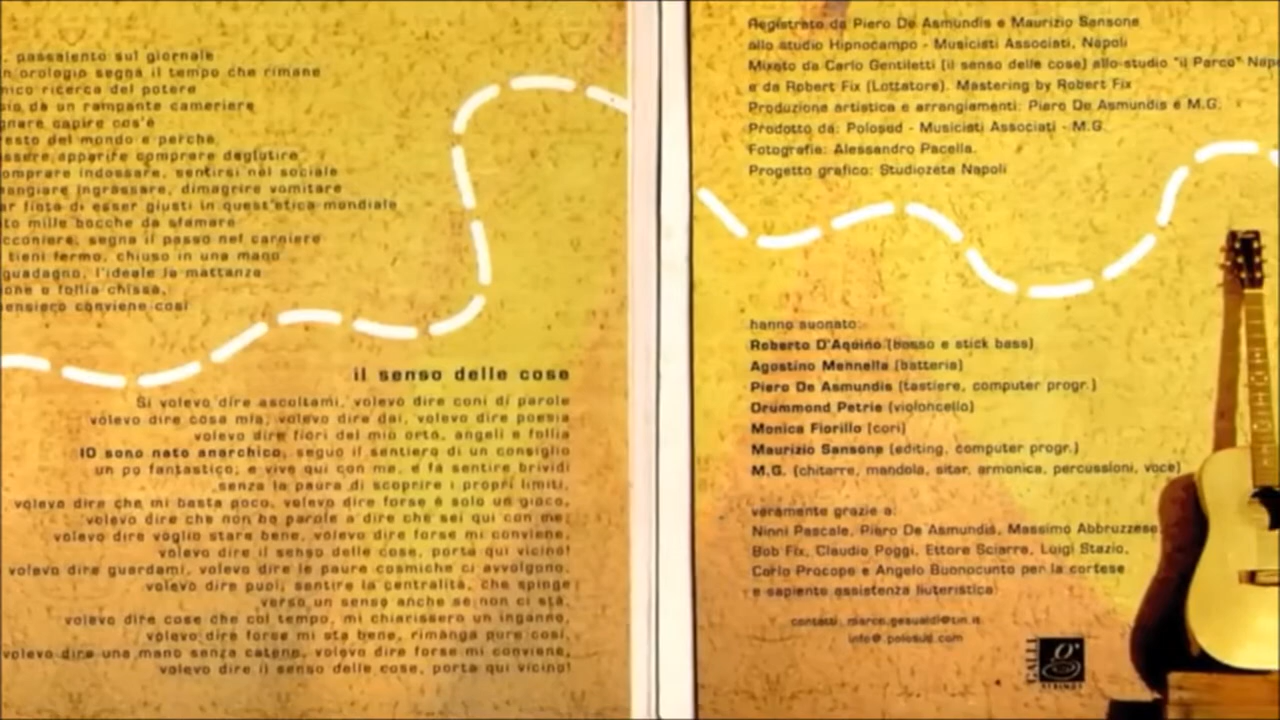 passalento sul giornale
orologio segna il tempo che rimane
ricerca del potere
da un rampante cameriere
capire cos'è
del mondo e perche,
apparire comprare deglutire
omprare indossare, sentirsi nel sociale
mangiare ingrassare, dimagrire vomitare
finta di esser giusti in quest'etica mondiale
mille bocche da sfamare
segna il passo nel carniere
tieni fermo, chiuso in una mano
guadagno, l'ideale la mattanza
o follia chissa,
pensiero conviene cosi
il senso delle cose
Si volevo dire ascoltami, volevo dire coni di parole
volevo dire cosa mia, volevo dire dai, volevo dire poesia
volevo dire fiori del mio orto, angeli e follia
IO sono nato anarchico, seguo il sentiero di un consiglio
un po fantastico, e vive qui con me, e fa sentire brividi
senza la paura di scoprire i propri limiti,
volevo dire che mi basta poco, volevo dire forse è solo un gioco,
volevo dire che non ho parole a dire che sei qui con me;
volevo dire voglio stare bene, volevo dire forse mi conviene,
volevo dire il senso delle cose, porta qui vicino!
volevo dire guardami, volevo dire le paure cosmiche ci avvolgono,
volevo dire puoi, sentire la centralità, che spinge
verso un senso anche se non ci sta,
volevo dire cose che col tempo, mi chiarissero un inganno,
volevo dire forse mi sta bene, rimanga pure cosi,
volevo dire una mano senza catene, volevo dire forse mi conviene,
volevo dire il senso delle cose, porta qui vicino!
Registrato da Piero De Asmundis e Maurizio Sansone
allo studio Hipnocampo - Musicisti Associati, Napoli
Mixato da Carlo Gentiletti (il senso delle cose) allo studio "il Parco" Napo
e da Robert Fix (Lottatore). Mastering by Robert Fix
Produzione artistica e arrangiamenti: Piero De Asmundis e M.G.
Prodotto da: Polosud - Musicisti Associati - M.G.
Fotografie: Alessandro Pacella.
Progetto grafico: Studiozeta Napoli
hanno suonato:
Roberto D'Aquino (basso e stick bass)
Agostino Mennella (batteria)
Piero De Asmundis (tastiere, computer progr.)
Drummond Petrie (violoncello)
Monica Fiorillo (cori)
Maurizio Sansone (editing, computer progr.)
M.G. (chitarre, mandola, sitar, armonica, percussioni, voce)
veramente grazie a:
Ninni Pascale, Piero De Asmundis, Massimo Abbruzzese,
Bob Fix, Claudio Poggi, Ettore Sciarra, Luigi Stazio,
Carlo Procope e Angelo Buonocunto per la cortese
e sapiente assistenza liuteristica
contatti: marco.gesualdi@tin.it
info@polosud.com
GALLI
STRINGS